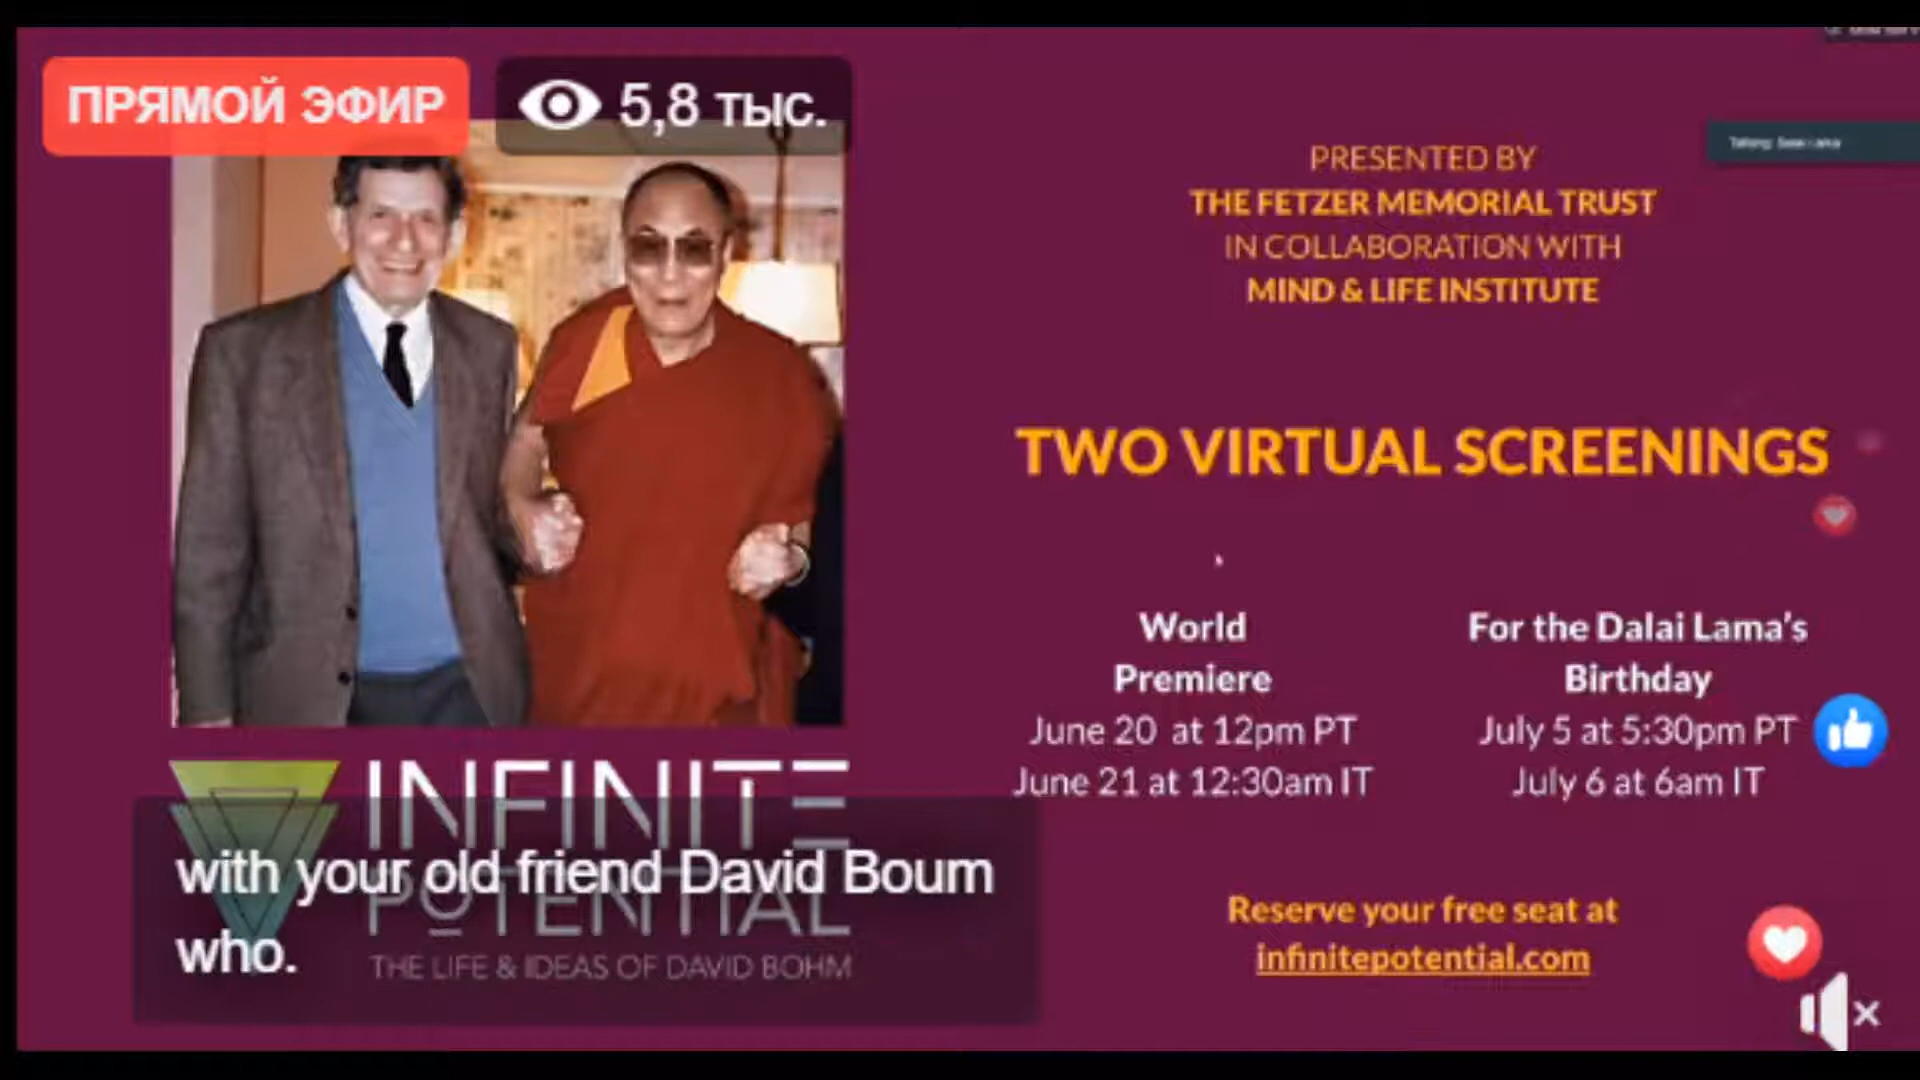 ПРЯМОЙ ЭФИР
5,8 тыс.
PRESENTED BY
THE FETZER MEMORIAL TRUST
IN COLLABORATION WITH
MIND & LIFE INSTITUTE
TWO VIRTUAL SCREENINGS
World
Premiere
June 20 at 12pm PT
June 21 at 12:30am IT
For the Dalai Lama's
Birthday
July 5 at 5:30pm PT
July 6 at 6am IT
Reserve your free seat at
infinitepotential.com
INFINITE
POTENTIAL
THE LIFE & IDEAS OF DAVID BOHM
with your old friend David Boum
who.